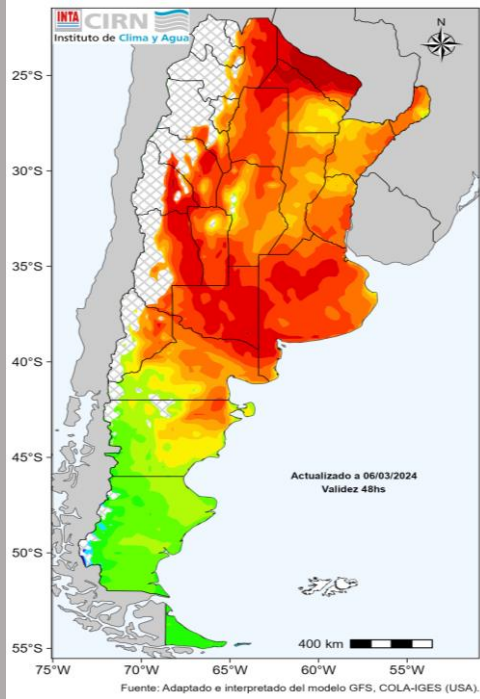 INTA CIRN
Instituto de Clima y Agua
N
25°S
30°S
35°S
40°S
45°S
50°S
55°S
Actualizado a 06/03/2024
Validez 48hs
400 km
75°W 70°W 65°W 60°W 55°W
Fuente: Adaptado e interpretado del modelo GFS, COLA-IGES (USA).